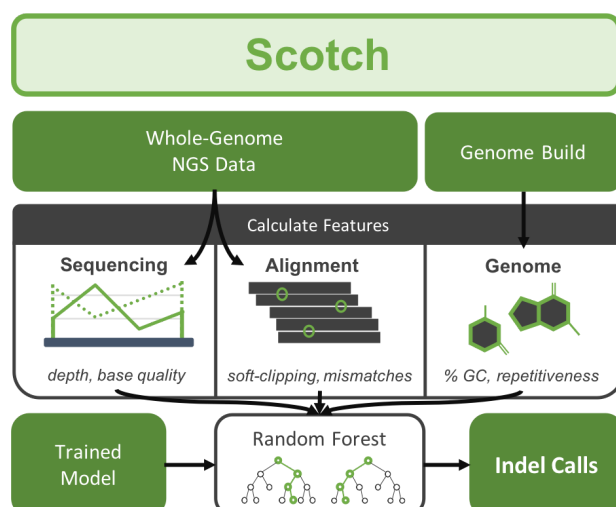 Scotch
Whole-Genome
NGS Data
Genome Build
Calculate Features
Sequencing
Alignment
Genome
depth, base quality
soft-clipping, mismatches
% GC, repetitiveness
Trained
Model
Random Forest
Indel Calls